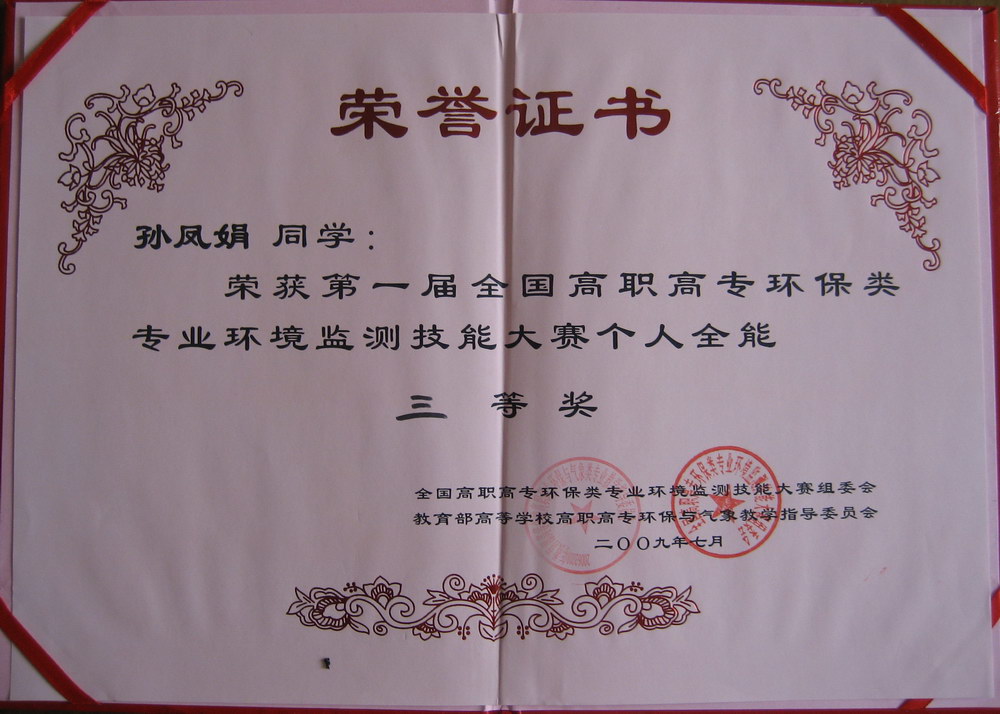 荣誉证书
孙凤娟 同学：
荣获第一届全国高职高专环保类
专业环境监测技能大赛个人全能
三等奖
全国高职高专环保类专业环境监测技能大赛组委会
教育部高等学校高职高专环保与气象教学指导委员会
二〇〇九年七月